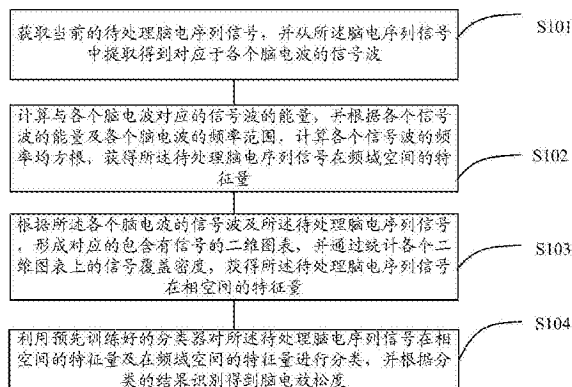 获取当前的待处理脑电序列信号，并从所述脑电序列信号
中提取得到对应于各个脑电波的信号波
S101
计算与各个脑电波对应的信号波的能量，并根据各个信号
波的能量及各个脑电波的频率范围，计算各个信号波的频
率均方根，获得所述待处理脑电序列信号在频域空间的特
征量
S102
根据所述各个脑电波的信号波及所述待处理脑电序列信号
，形成对应的包含有信号的二维图表，并通过统计各个二
维图表上的信号覆盖密度，获得所述待处理脑电序列信号
在相空间的特征量
S103
利用预先训练好的分类器对所述待处理脑电序列信号在相
空间的特征量及在频域空间的特征量进行分类，并根据分
类的结果识别得到脑电放松度
S104